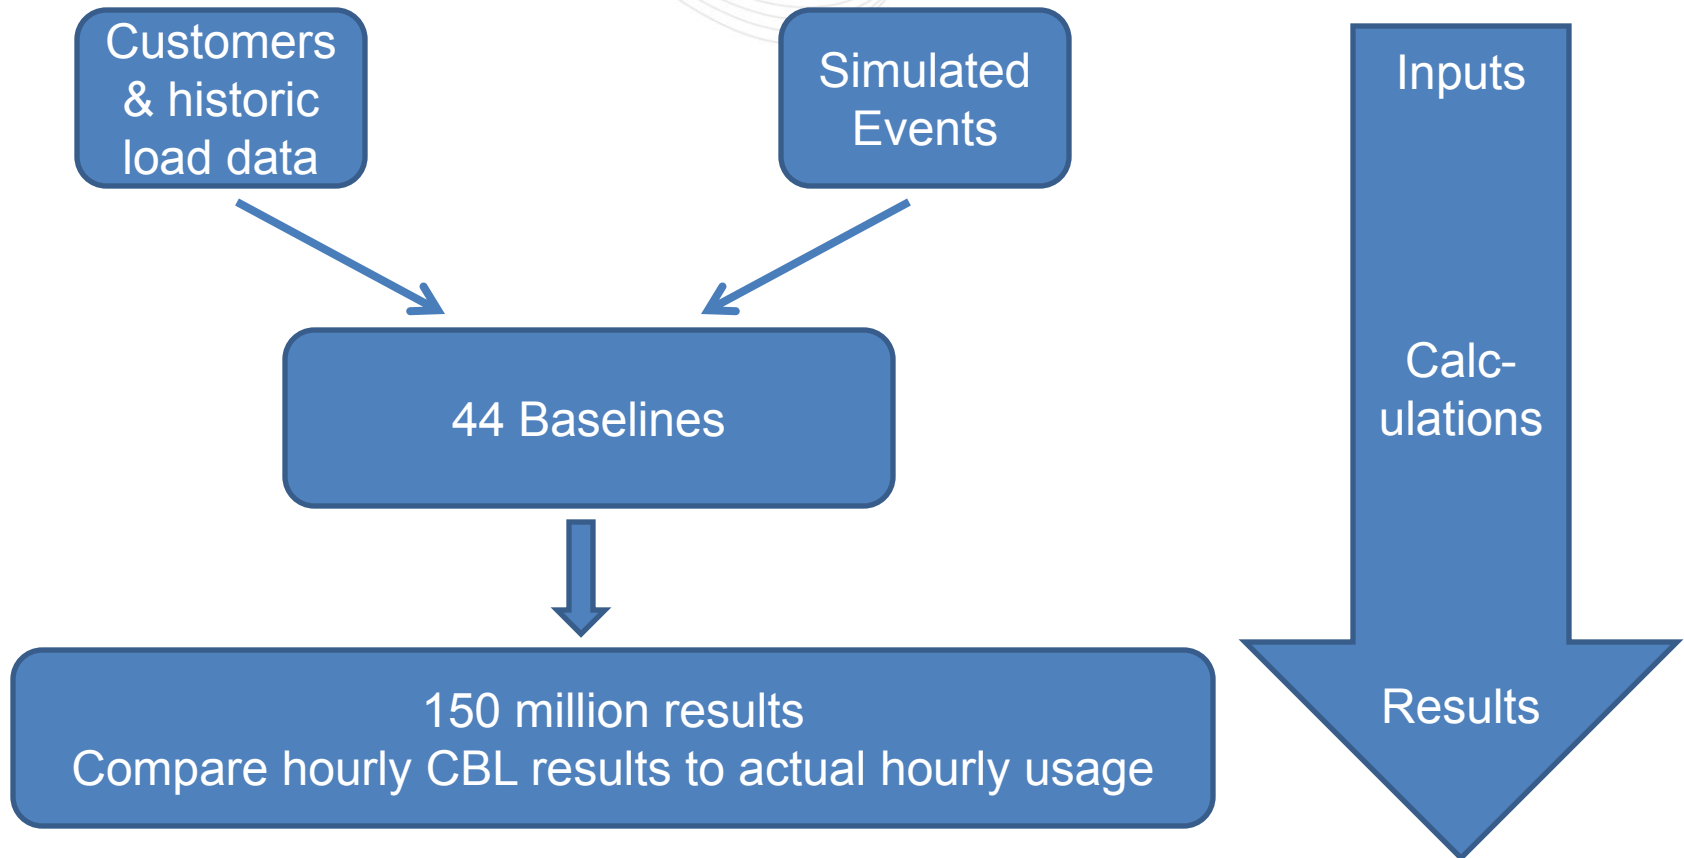 Customers
& historic
load data
Simulated
Events
Inputs
44 Baselines
Calc-
ulations
150 million results
Compare hourly CBL results to actual hourly usage
Results